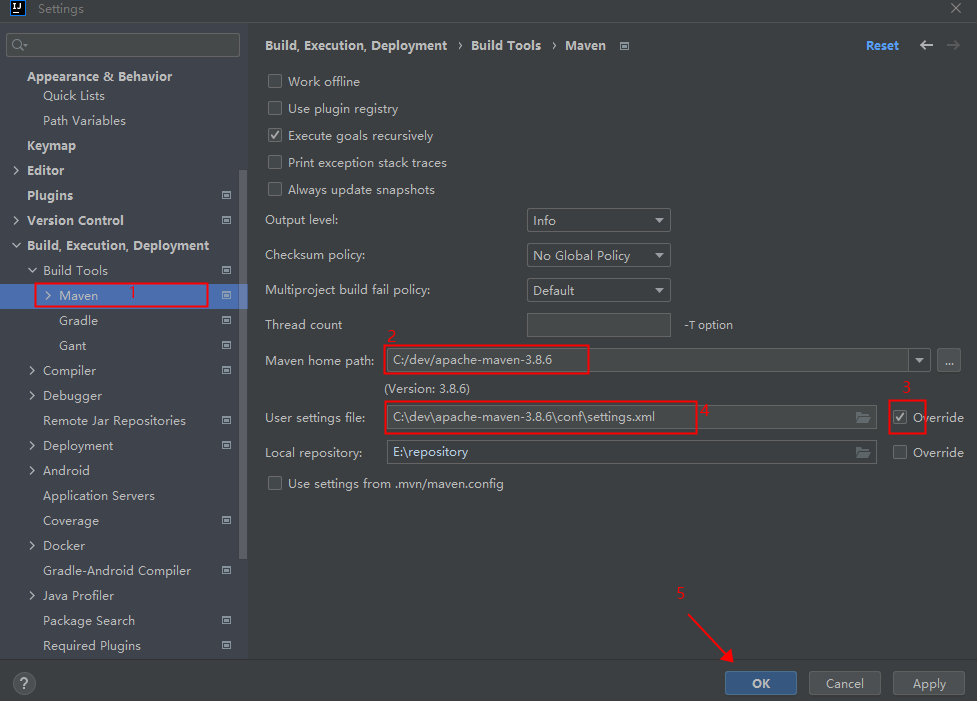 IJ
Settings
Appearance & Behavior
Quick Lists
Path Variables
Keymap
Editor
Plugins
Version Control
Build, Execution, Deployment
Build Tools
Maven 1
Gradle
Gant
Compiler
Debugger
Remote Jar Repositories
Deployment
Android
Application Servers
Coverage
Docker
Gradle-Android Compiler
Java Profiler
Package Search
Required Plugins
Build, Execution, Deployment › Build Tools › Maven
Reset
Work offline
Use plugin registry
Execute goals recursively
Print exception stack traces
Always update snapshots
Output level: Info
Checksum policy: No Global Policy
Multiproject build fail policy: Default
Thread count -T option
2
Maven home path: C:/dev/apache-maven-3.8.6 ...
(Version: 3.8.6)
3
User settings file: C:\dev\apache-maven-3.8.6\conf\settings.xml 4 Override
Local repository: E:\repository Override
Use settings from .mvn/maven.config
5
? OK Cancel Apply